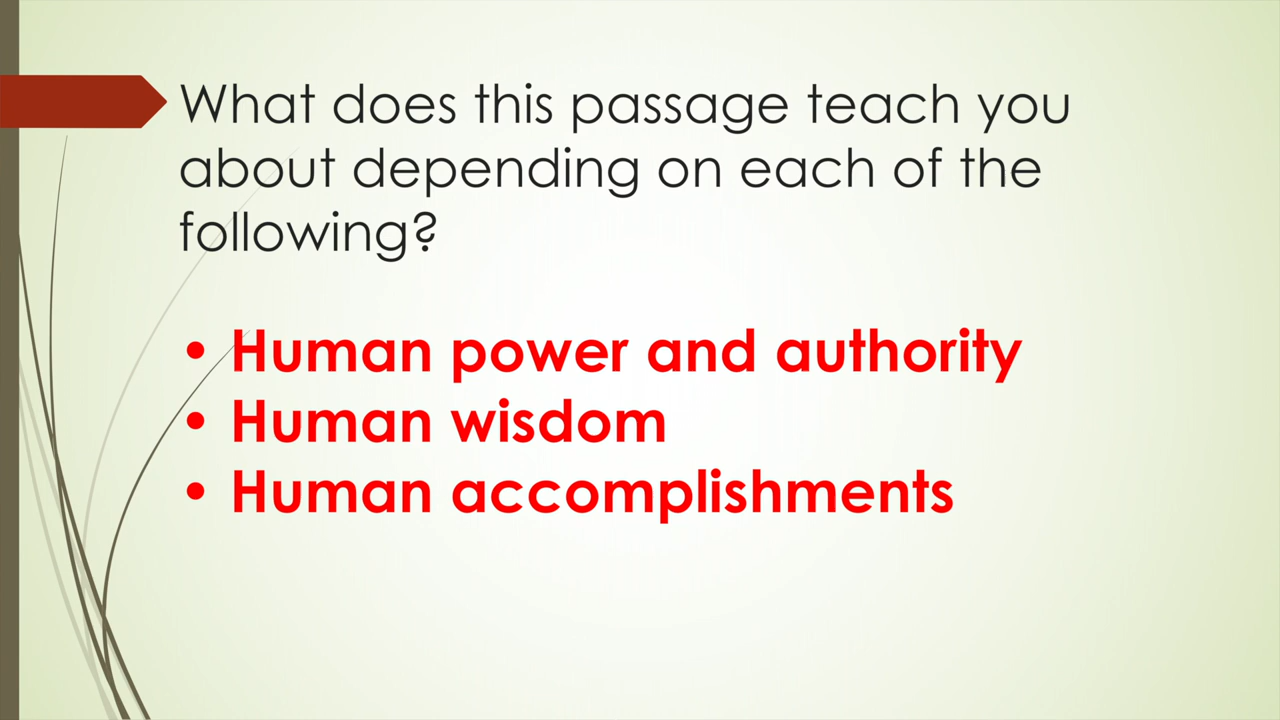 What does this passage teach you
about depending on each of the
following?
• Human power and authority
• Human wisdom
• Human accomplishments